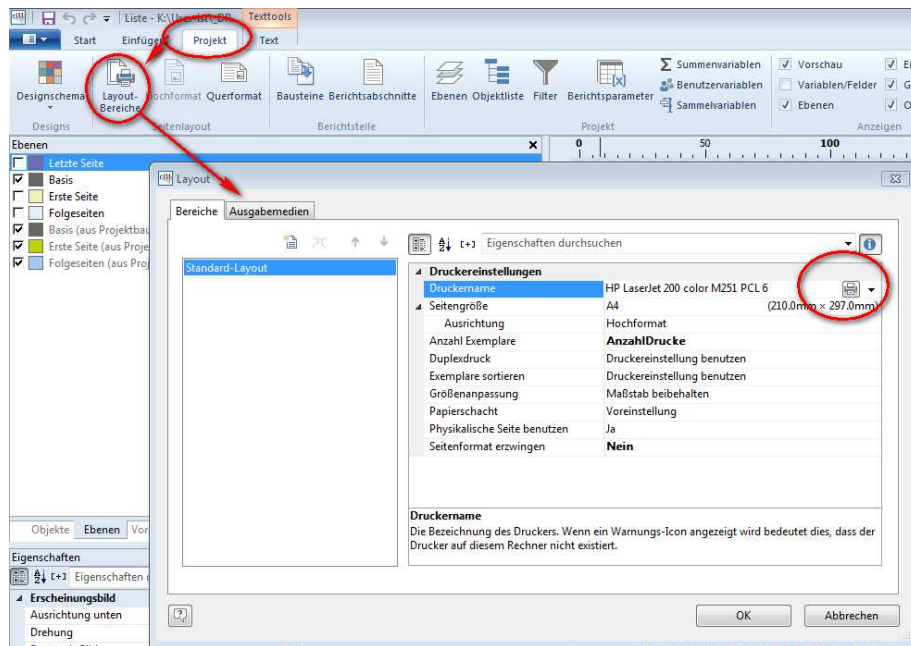 Liste - K:\User-Ist\_DR Texttools
Start Einfügen Projekt Text
Designschema Layout-Bereiche Hochformat Querformat Bausteine Berichtsabschnitte Ebenen Objektliste Filter Berichtsparameter
Summenvariablen
Benutzervariablen
Sammelvariablen
Vorschau
Variablen/Felder G
Ebenen O
Designs Seitenlayout Berichtsteile Projekt Anzeigen
Ebenen x 0 50 100
Letzte Seite
Basis
Erste Seite
Folgeseiten
Basis (aus Projektbau
Erste Seite (aus Proje
Folgeseiten (aus Proj
Objekte Ebenen Vor
Eigenschaften
[+] Eigenschaften
Erscheinungsbild
Ausrichtung unten
Drehung
Layout
Bereiche Ausgabemedien
[+] Eigenschaften durchsuchen
Standard-Layout
Druckereinstellungen
Druckername HP LaserJet 200 color M251 PCL 6
Seitengröße A4 (210.0mm × 297.0mm)
Ausrichtung Hochformat
Anzahl Exemplare AnzahlDrucke
Duplexdruck Druckereinstellung benutzen
Exemplare sortieren Druckereinstellung benutzen
Größenanpassung Maßstab beibehalten
Papierschacht Voreinstellung
Physikalische Seite benutzen Ja
Seitenformat erzwingen Nein
Druckername
Die Bezeichnung des Druckers. Wenn ein Warnungs-Icon angezeigt wird bedeutet dies, dass der
Drucker auf diesem Rechner nicht existiert.
OK Abbrechen